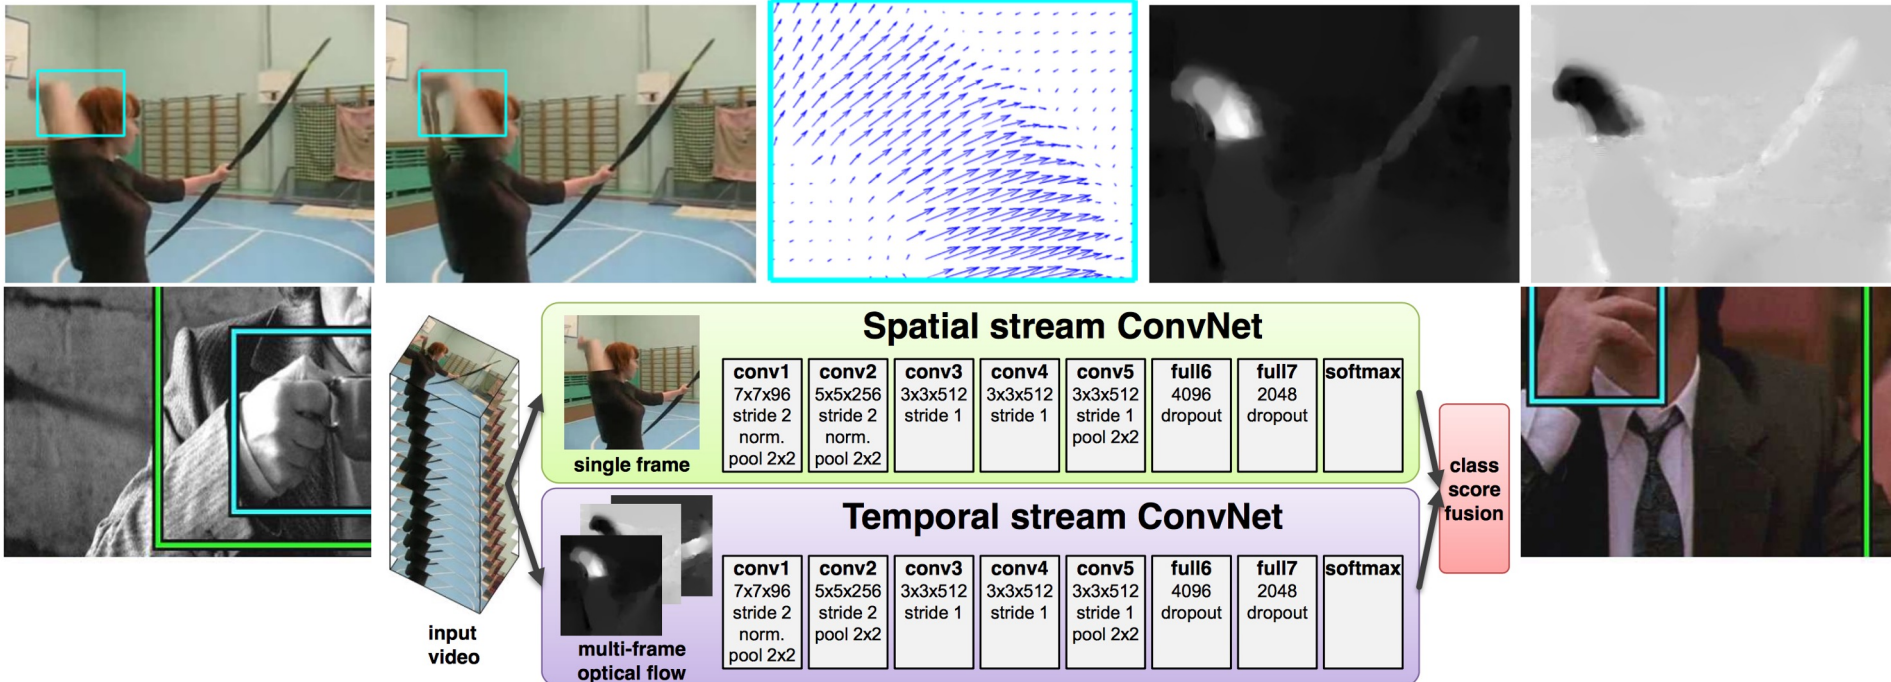 Spatial stream ConvNet
conv1
7x7x96
stride 2
norm.
pool 2x2
conv2
5x5x256
stride 2
norm.
pool 2x2
conv3
3x3x512
stride 1
conv4
3x3x512
stride 1
conv5
3x3x512
stride 1
pool 2x2
full6
4096
dropout
full7
2048
dropout
softmax
single frame
Temporal stream ConvNet
conv1
7x7x96
stride 2
norm.
pool 2x2
conv2
5x5x256
stride 2
pool 2x2
conv3
3x3x512
stride 1
conv4
3x3x512
stride 1
conv5
3x3x512
stride 1
pool 2x2
full6
4096
dropout
full7
2048
dropout
softmax
multi-frame
optical flow
input
video
class
score
fusion